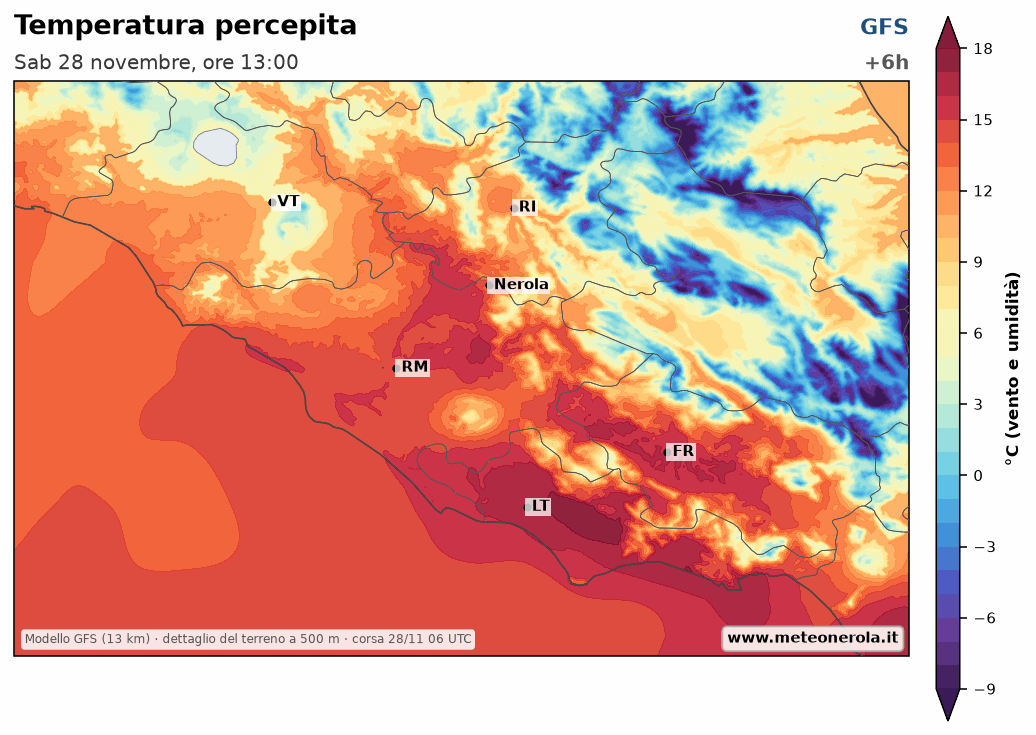 Temperatura percepita
GFS
Sab 28 novembre, ore 13:00
+6h
VT
RI
Nerola
RM
FR
LT
Modello GFS (13 km) · dettaglio del terreno a 500 m · corsa 28/11 06 UTC
www.meteonerola.it
18
15
12
9
6
3
0
−3
−6
−9
°C (vento e umidità)